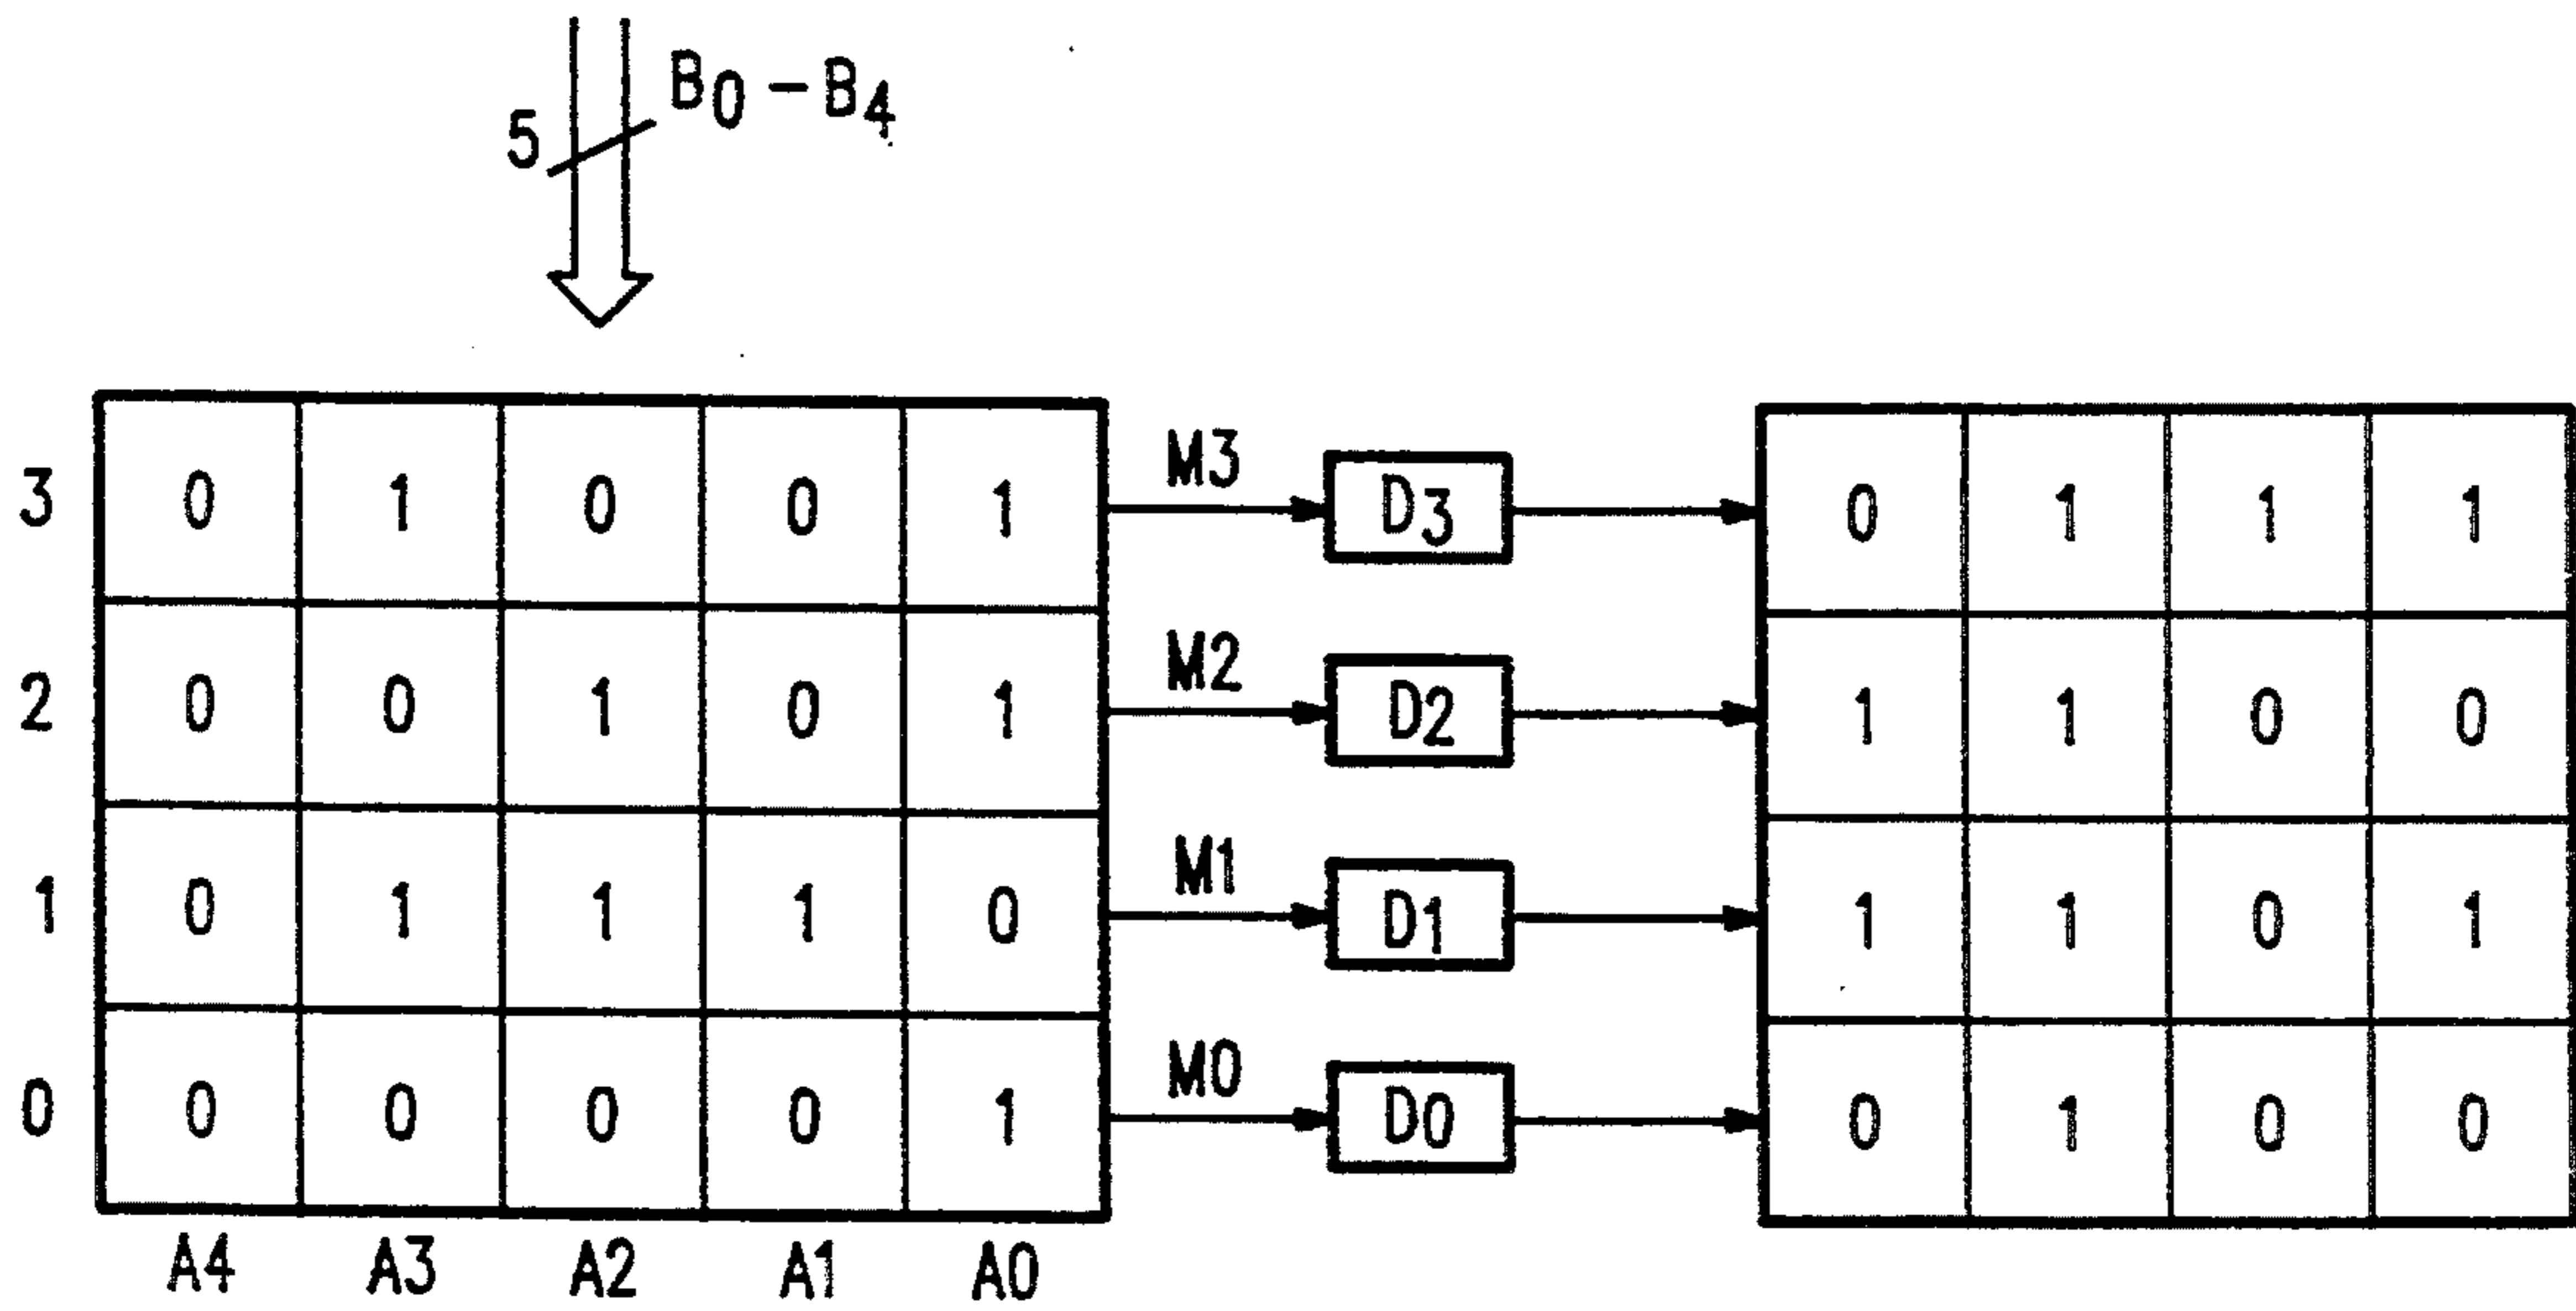 5 B0 – B4
3 0 1 0 0 1 M3 D3 0 1 1 1
2 0 0 1 0 1 M2 D2 1 1 0 0
1 0 1 1 1 0 M1 D1 1 1 0 1
0 0 0 0 0 1 M0 D0 0 1 0 0
A4 A3 A2 A1 A0